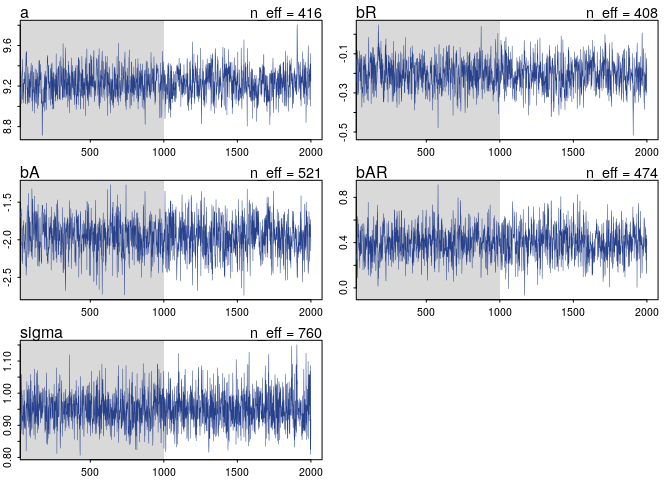 a n_eff = 416
9.6
9.2
8.8
500 1000 1500 2000
bR n_eff = 408
-0.1
-0.3
-0.5
500 1000 1500 2000
bA n_eff = 521
-1.5
-2.0
-2.5
500 1000 1500 2000
bAR n_eff = 474
0.8
0.4
0.0
500 1000 1500 2000
sigma n_eff = 760
1.10
1.00
0.90
0.80
500 1000 1500 2000